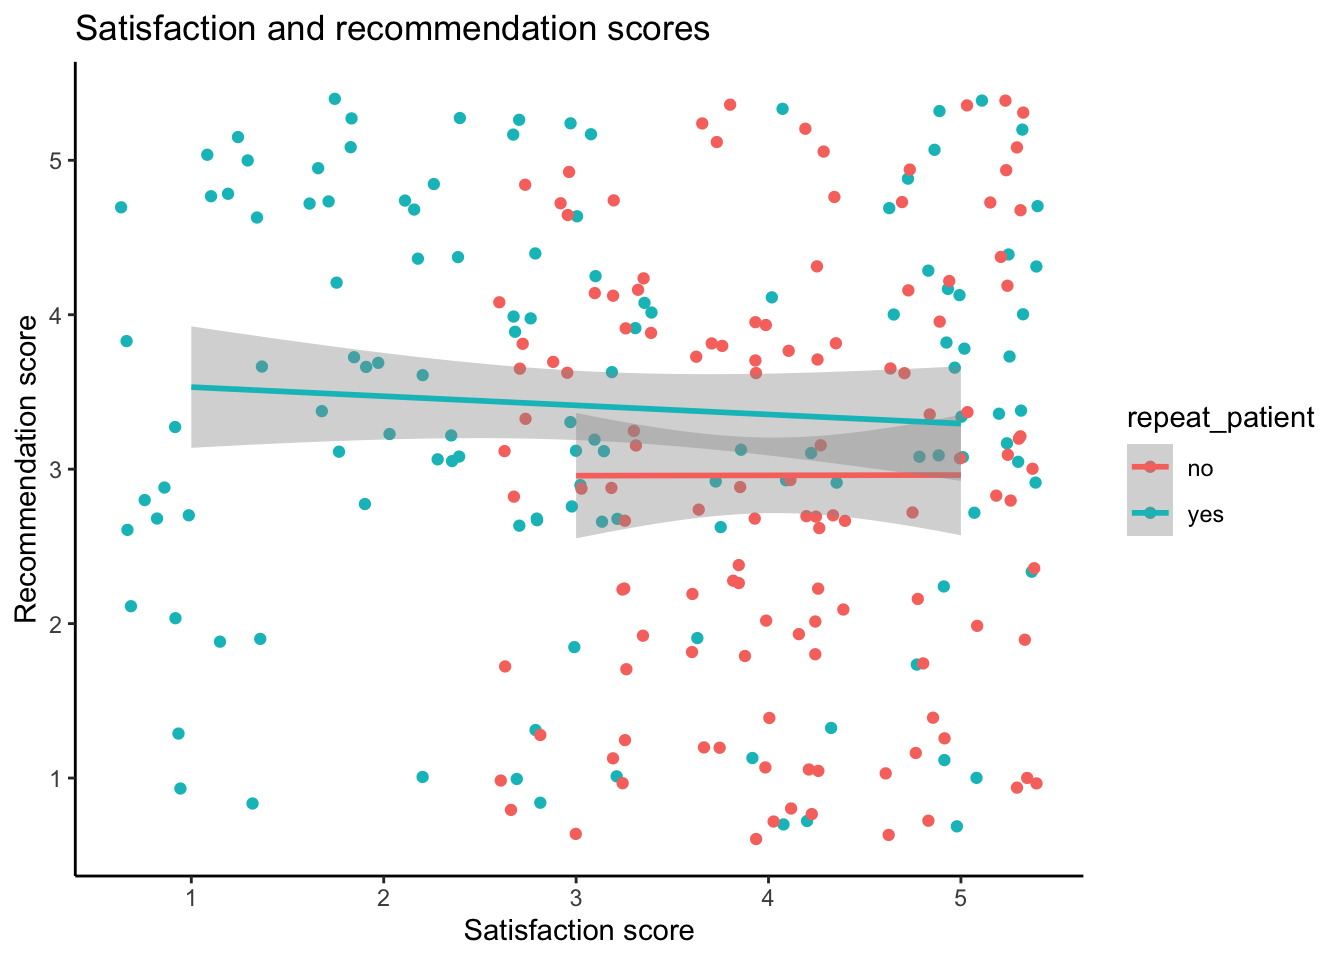 Satisfaction and recommendation scores
Recommendation score
5
4
3
2
1
1 2 3 4 5
Satisfaction score
repeat_patient
no
yes